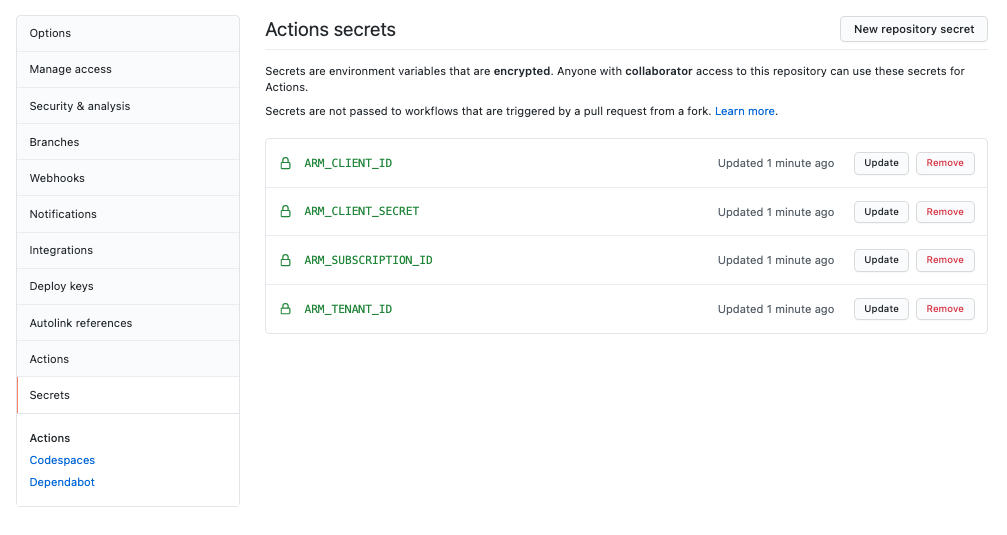 Options
Manage access
Security & analysis
Branches
Webhooks
Notifications
Integrations
Deploy keys
Autolink references
Actions
Secrets
Actions
Codespaces
Dependabot
Actions secrets
New repository secret
Secrets are environment variables that are encrypted. Anyone with collaborator access to this repository can use these secrets for
Actions.
Secrets are not passed to workflows that are triggered by a pull request from a fork. Learn more.
ARM_CLIENT_ID Updated 1 minute ago Update Remove
ARM_CLIENT_SECRET Updated 1 minute ago Update Remove
ARM_SUBSCRIPTION_ID Updated 1 minute ago Update Remove
ARM_TENANT_ID Updated 1 minute ago Update Remove